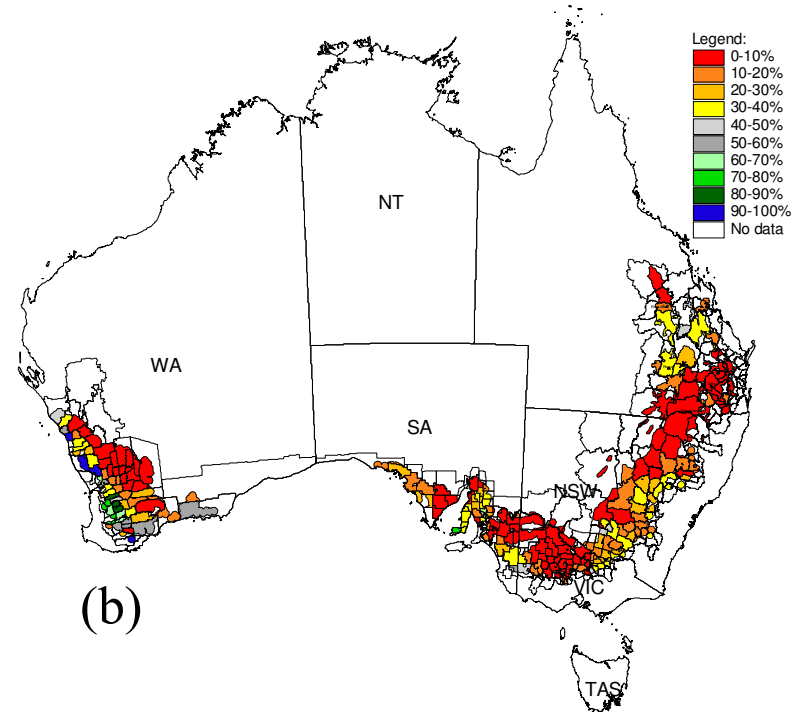 Legend:
0-10%
10-20%
20-30%
30-40%
40-50%
50-60%
60-70%
70-80%
80-90%
90-100%
No data
NT
WA
SA
NSW
VIC
(b)
TAS